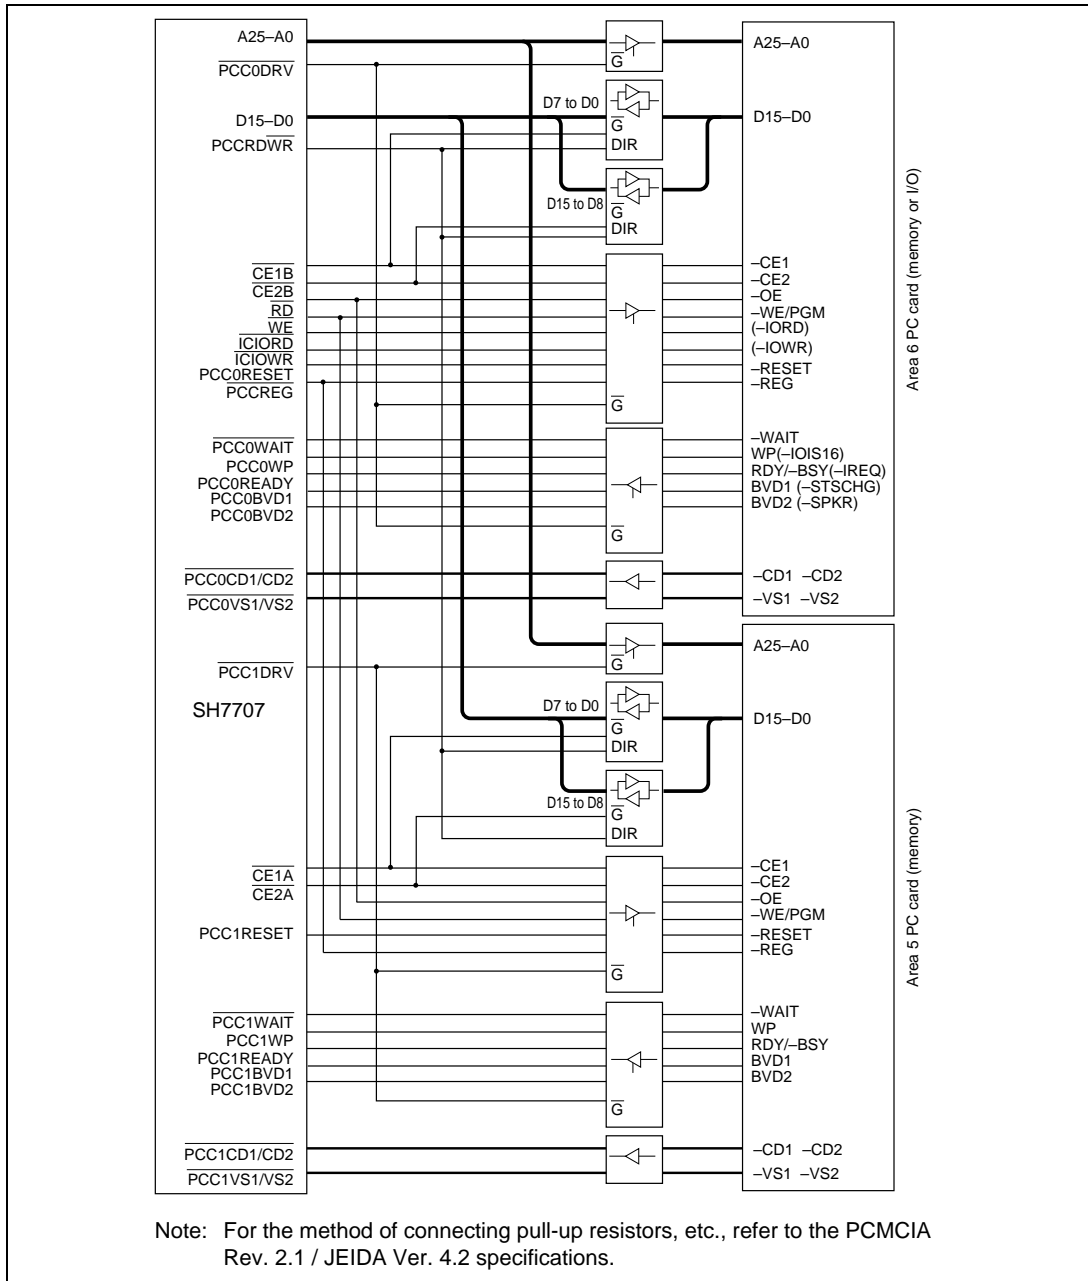 A25–A0
PCC0DRV
D15–D0
PCCRDWR
CE1B
CE2B
RD
WE
ICIORD
ICIOWR
PCC0RESET
PCCREG
PCC0WAIT
PCC0WP
PCC0READY
PCC0BVD1
PCC0BVD2
PCC0CD1/CD2
PCC0VS1/VS2
PCC1DRV
SH7707
CE1A
CE2A
PCC1RESET
PCC1WAIT
PCC1WP
PCC1READY
PCC1BVD1
PCC1BVD2
PCC1CD1/CD2
PCC1VS1/VS2
G
D7 to D0
G
DIR
D15 to D8
G
DIR
G
G
G
D7 to D0
G
DIR
D15 to D8
G
DIR
G
G
A25–A0
D15–D0
–CE1
–CE2
–OE
–WE/PGM
(–IORD)
(–IOWR)
–RESET
–REG
–WAIT
WP(–IOIS16)
RDY/–BSY(–IREQ)
BVD1 (–STSCHG)
BVD2 (–SPKR)
–CD1 –CD2
–VS1 –VS2
Area 6 PC card (memory or I/O)
A25–A0
D15–D0
–CE1
–CE2
–OE
–WE/PGM
–RESET
–REG
–WAIT
WP
RDY/–BSY
BVD1
BVD2
–CD1 –CD2
–VS1 –VS2
Area 5 PC card (memory)
Note: For the method of connecting pull-up resistors, etc., refer to the PCMCIA
Rev. 2.1 / JEIDA Ver. 4.2 specifications.